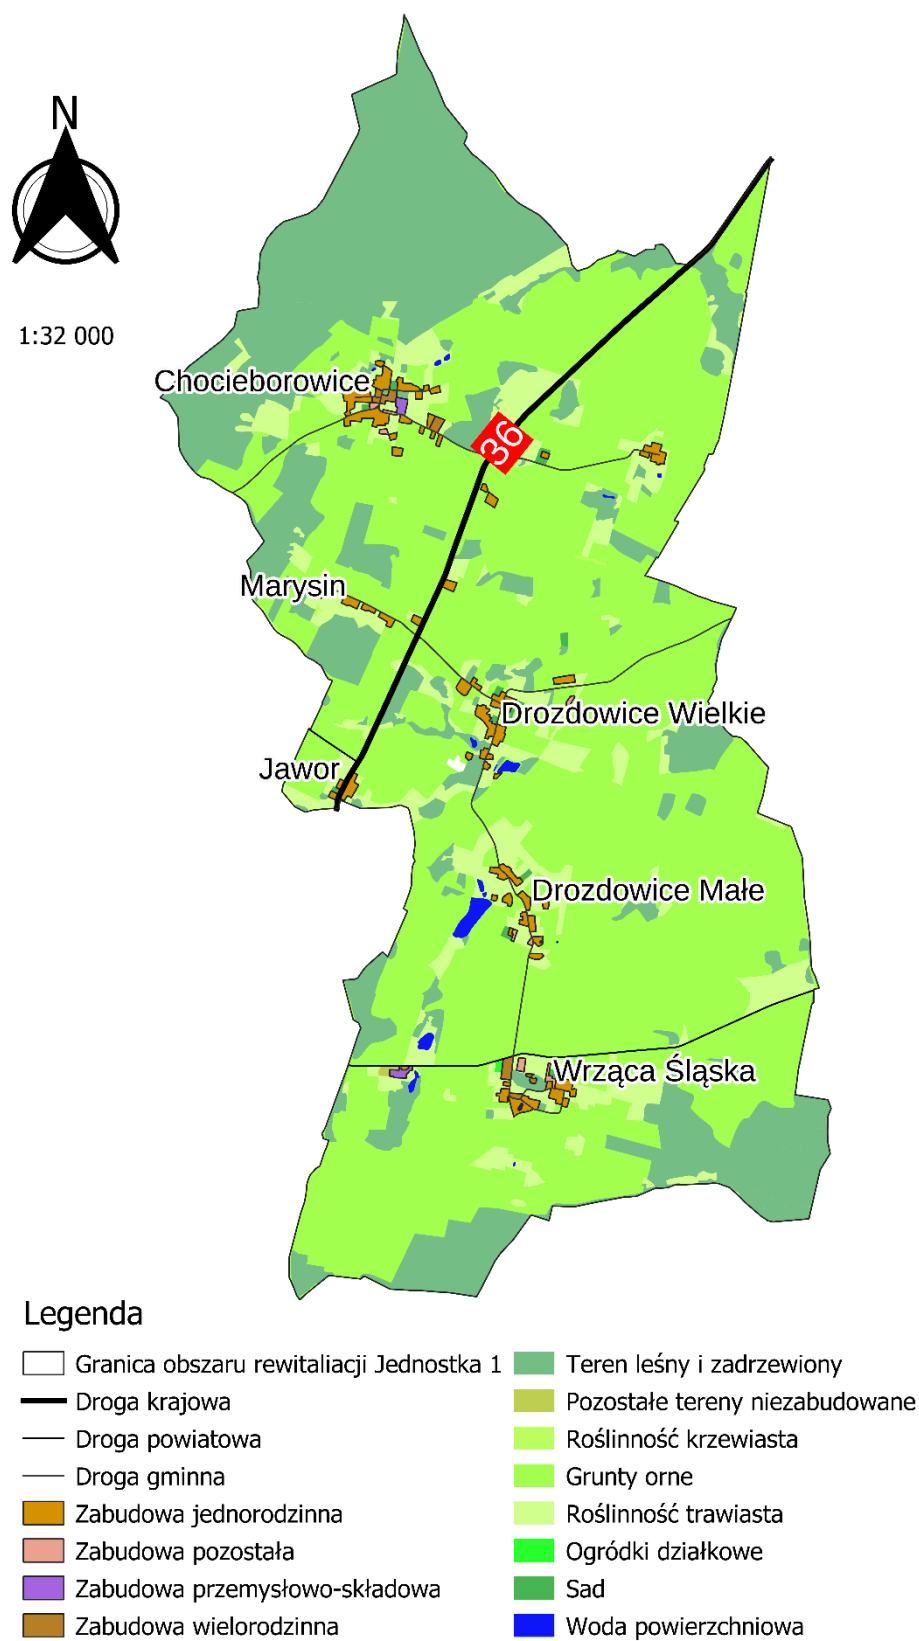 N
1:32 000
Chocieborowice
36
Marysin
Drozdowice Wielkie
Jawor
Drozdowice Małe
Wrząca Śląska
Legenda
Granica obszaru rewitaliacji Jednostka 1
Droga krajowa
Droga powiatowa
Droga gminna
Zabudowa jednorodzinna
Zabudowa pozostała
Zabudowa przemysłowo-składowa
Zabudowa wielorodzinna
Teren leśny i zadrzewiony
Pozostałe tereny niezabudowane
Roślinność krzewiasta
Grunty orne
Roślinność trawiasta
Ogródki działkowe
Sad
Woda powierzchniowa